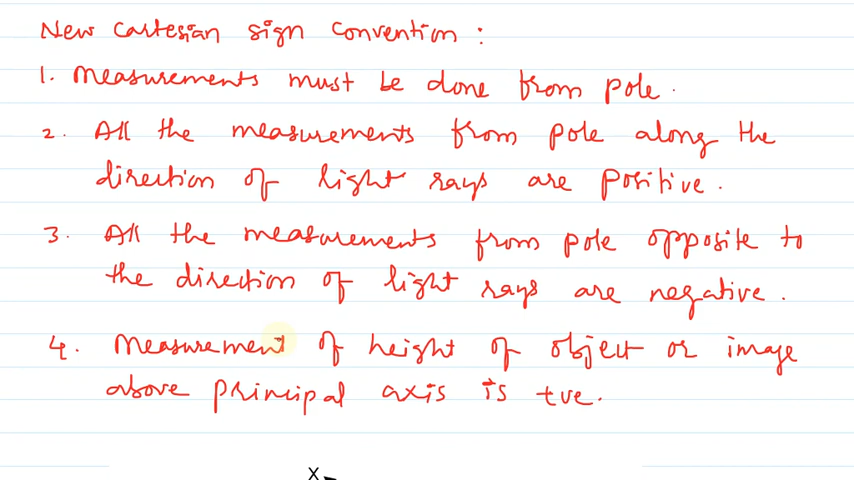 New Cartesian sign convention :
1. Measurements must be done from pole.
2. All the measurements from pole along the
direction of light rays are positive.
3. All the measurements from pole opposite to
the direction of light rays are negative.
4. Measurement of height of object or image
above principal axis is +ve.
X